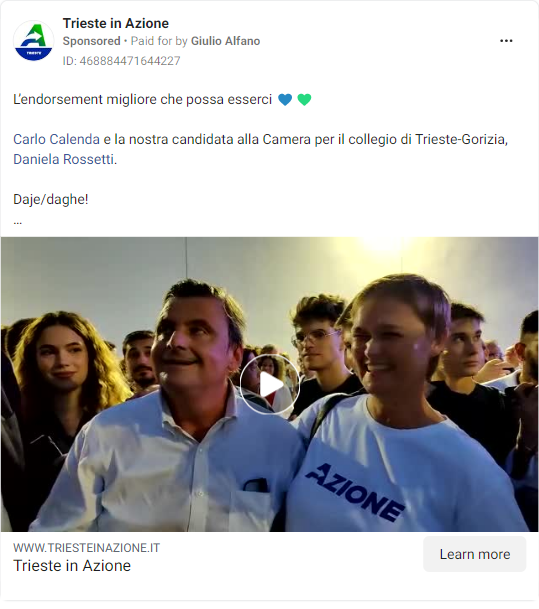 Trieste in Azione
Sponsored • Paid for by Giulio Alfano
ID: 468884471644227
L'endorsement migliore che possa esserci 💙💚
Carlo Calenda e la nostra candidata alla Camera per il collegio di Trieste-Gorizia,
Daniela Rossetti.
Daje/daghe!
...
AZIONE
WWW.TRIESTEINAZIONE.IT
Trieste in Azione
Learn more